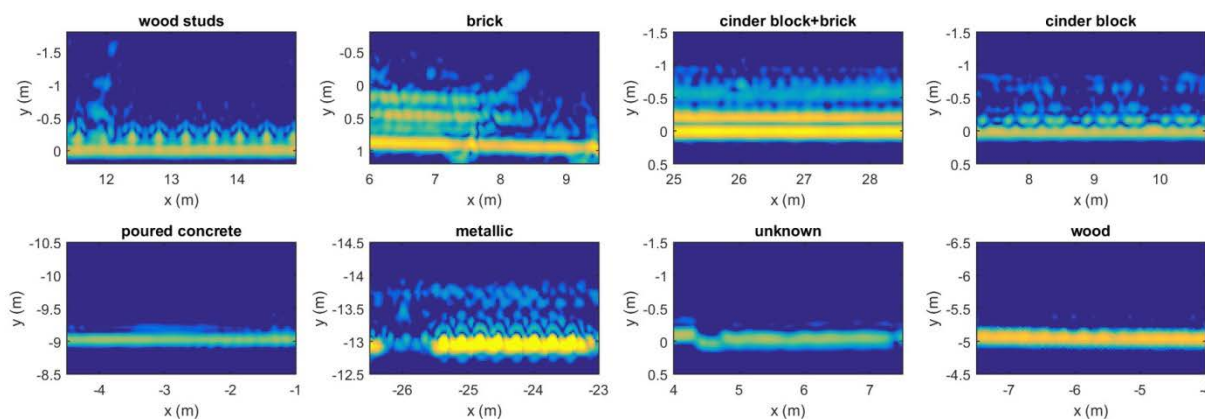 wood studs
brick
cinder block+brick
cinder block
y (m)
-1.5
-1
-0.5
0
12
13
14
x (m)
y (m)
-0.5
0
0.5
1
6
7
8
9
x (m)
y (m)
-1.5
-1
-0.5
0
0.5
25
26
27
28
x (m)
y (m)
-1.5
-1
-0.5
0
0.5
8
9
10
x (m)
poured concrete
metallic
unknown
wood
y (m)
-10.5
-10
-9.5
-9
-8.5
-4
-3
-2
-1
x (m)
y (m)
-14.5
-14
-13.5
-13
-12.5
-26
-25
-24
-23
x (m)
y (m)
-1.5
-1
-0.5
0
0.5
4
5
6
7
x (m)
y (m)
-6.5
-6
-5.5
-5
-4.5
-7
-6
-5
-4
x (m)